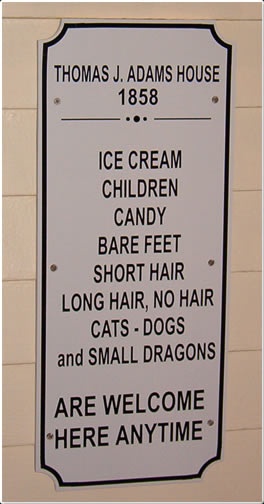 THOMAS J. ADAMS HOUSE
1858
ICE CREAM
CHILDREN
CANDY
BARE FEET
SHORT HAIR
LONG HAIR, NO HAIR
CATS - DOGS
and SMALL DRAGONS
ARE WELCOME
HERE ANYTIME